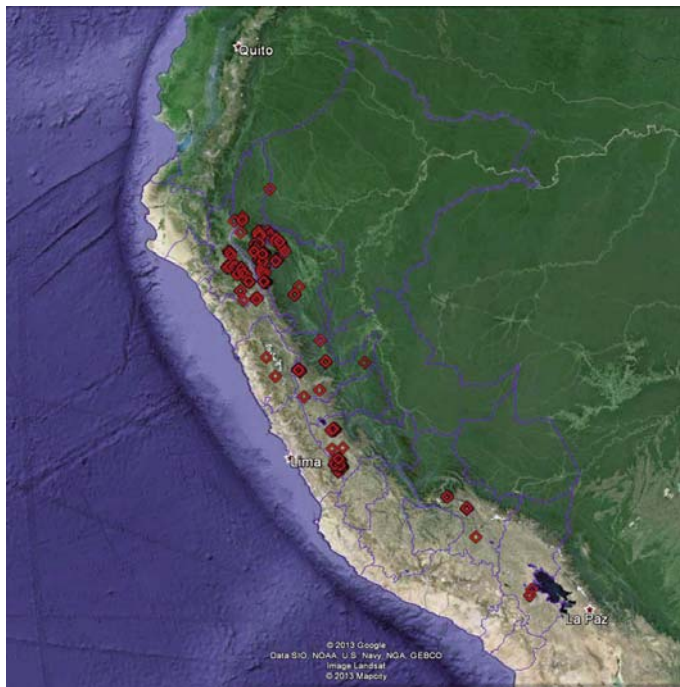 Quito
Lima
La Paz
© 2013 Google
Data SIO, NOAA, U.S. Navy, NGA, GEBCO
Image Landsat
© 2013 Mapcity